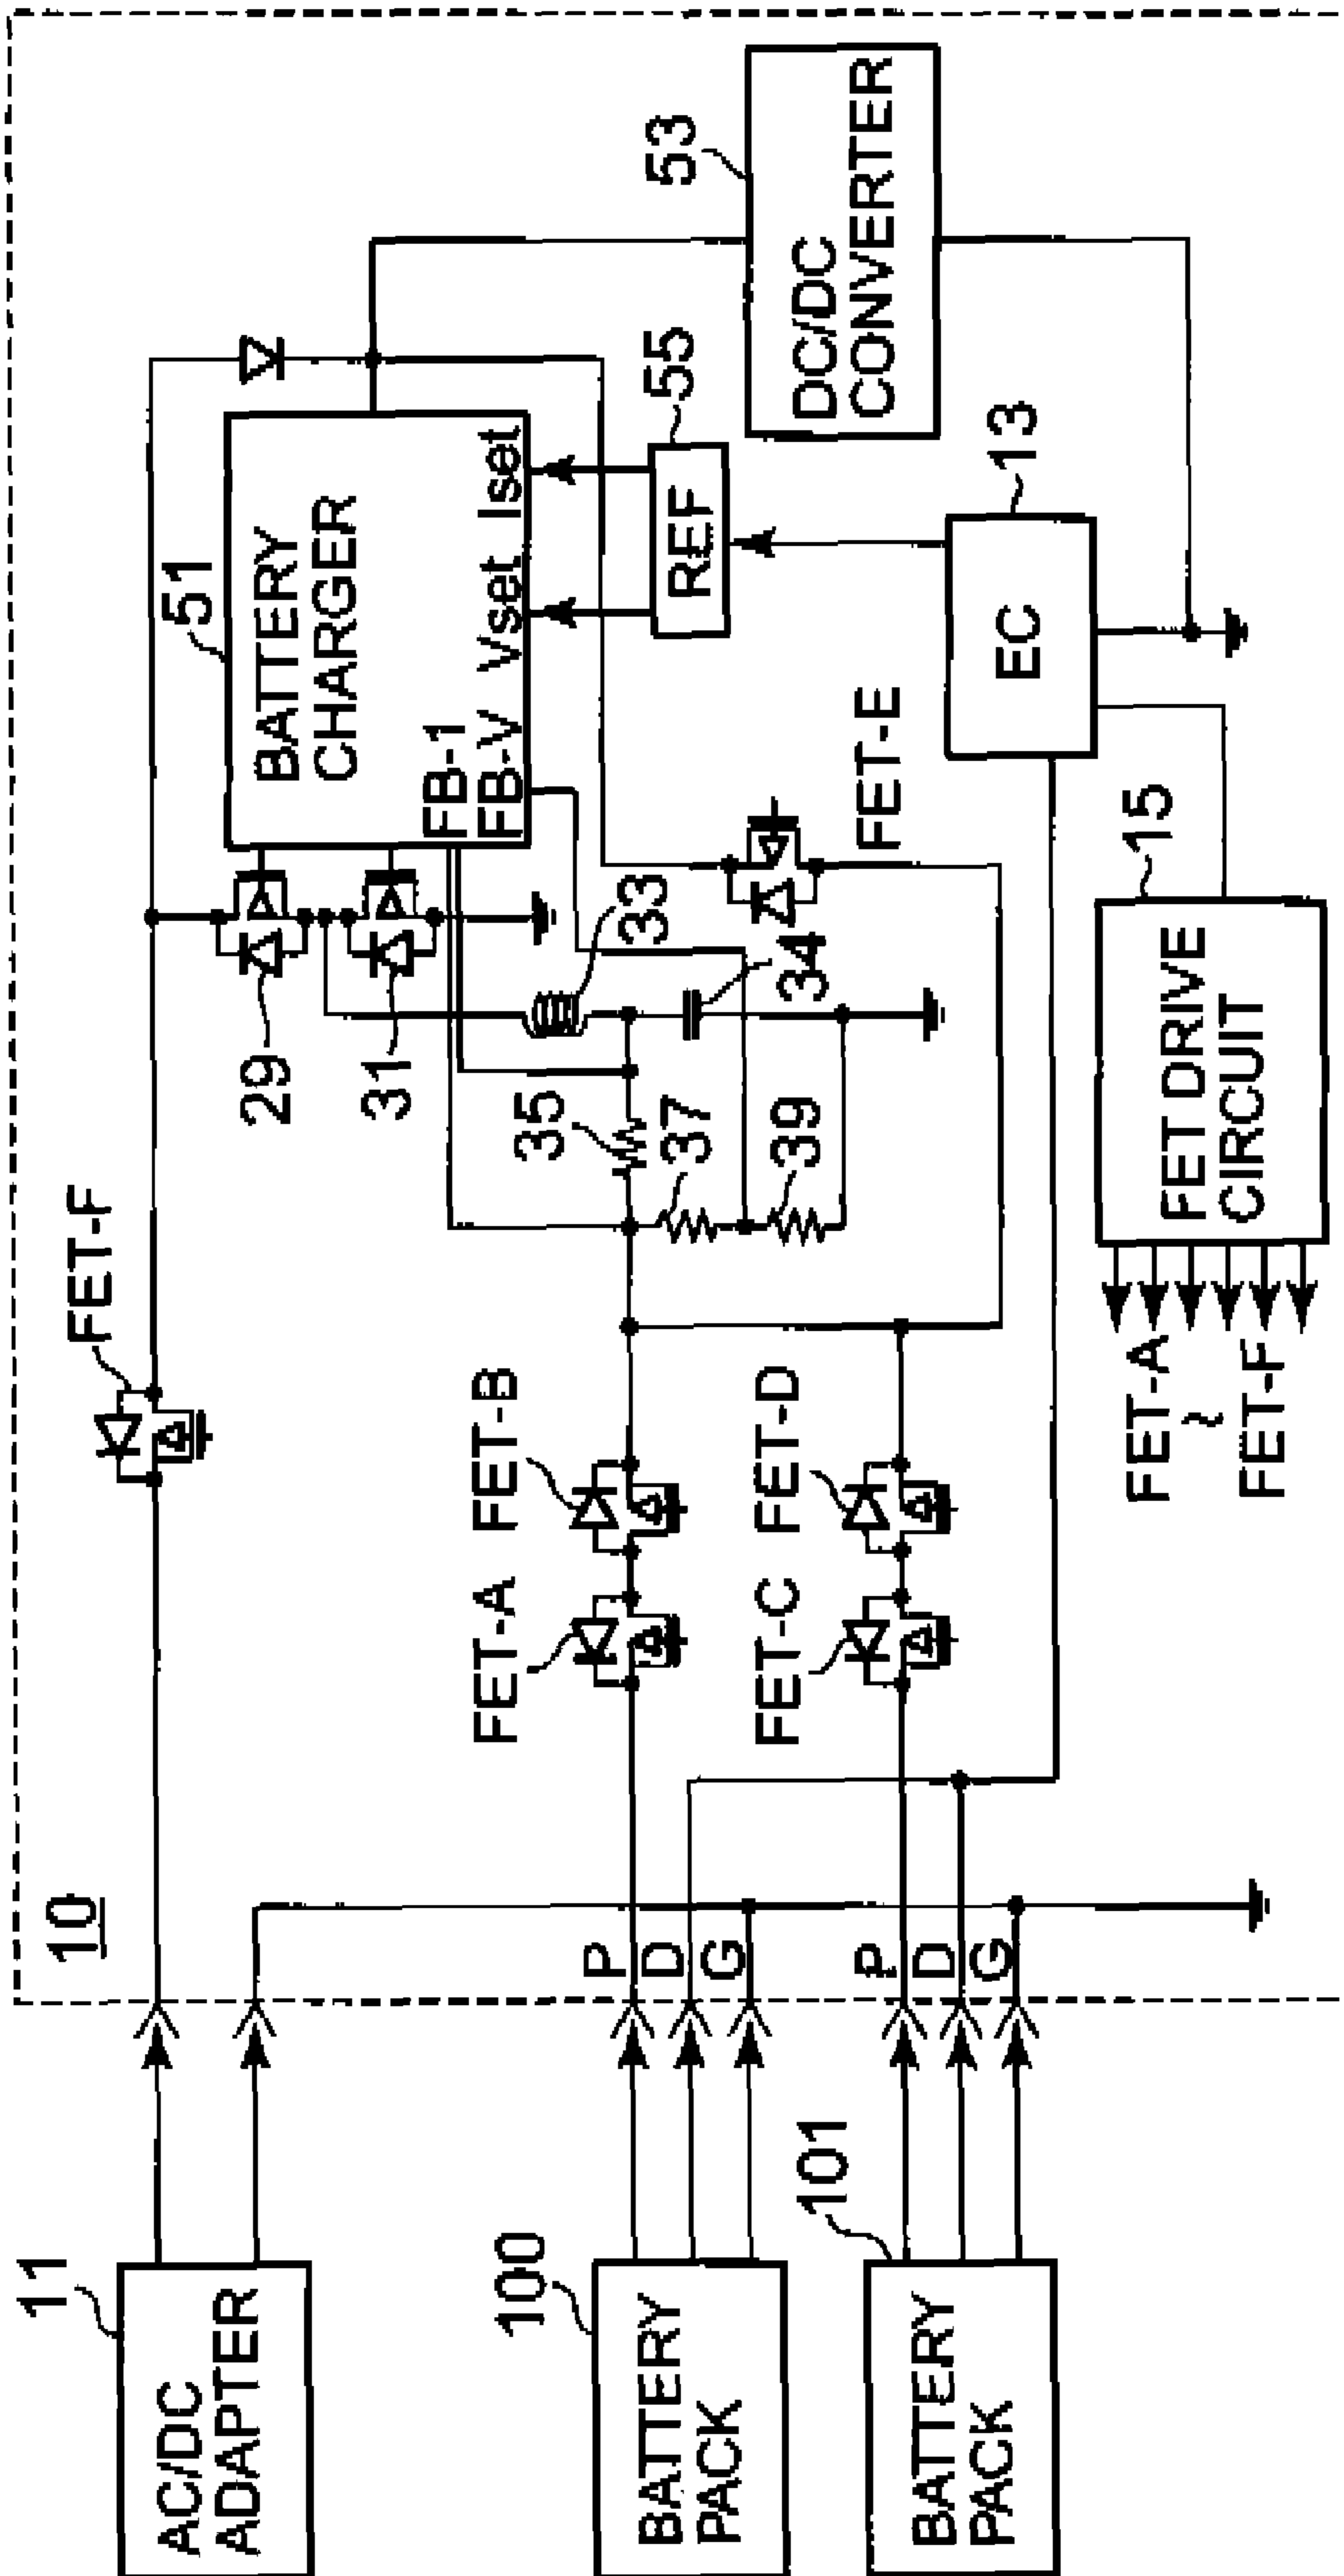 10
11
AC/DC
ADAPTER
FET-F
29
31
51
BATTERY
CHARGER
FB-1
FB-V
Vset
Iset
55
REF
53
DC/DC
CONVERTER
33
34
35
37
39
FET-E
13
EC
15
FET DRIVE
CIRCUIT
FET-A
~
FET-F
100
BATTERY
PACK
P
D
G
FET-A
FET-B
101
BATTERY
PACK
P
D
G
FET-C
FET-D